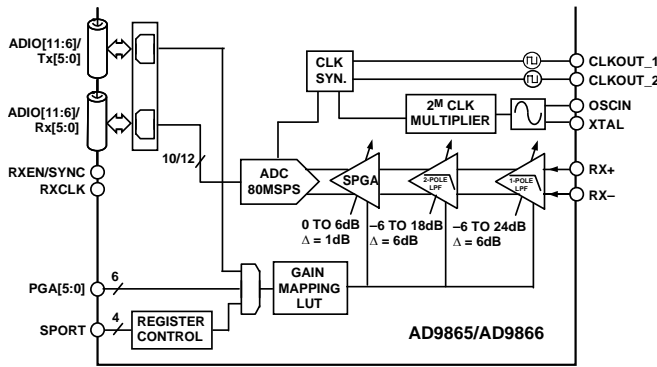 ADIO[11:6]/
Tx[5:0]
ADIO[11:6]/
Rx[5:0]
RXEN/SYNC
RXCLK
PGA[5:0]
SPORT
10/12
6
4
CLK
SYN.
2M CLK
MULTIPLIER
CLKOUT_1
CLKOUT_2
OSCIN
XTAL
RX+
RX–
ADC
80MSPS
SPGA
2-POLE
LPF
1-POLE
LPF
0 TO 6dB
Δ = 1dB
–6 TO 18dB
Δ = 6dB
–6 TO 24dB
Δ = 6dB
GAIN
MAPPING
LUT
REGISTER
CONTROL
AD9865/AD9866